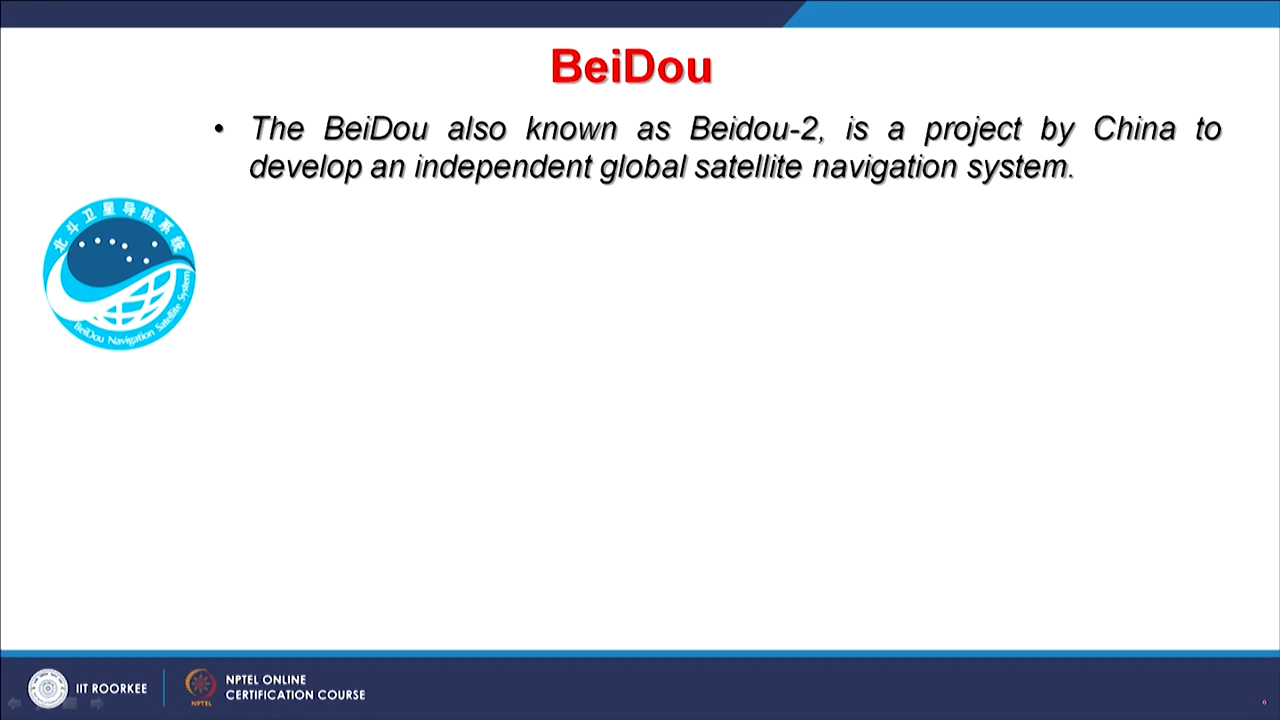 BeiDou
• The BeiDou also known as Beidou-2, is a project by China to
develop an independent global satellite navigation system.
北斗卫星导航系统
BeiDou Navigation Satellite System
IIT ROORKEE
NPTEL ONLINE
CERTIFICATION COURSE
NPTEL